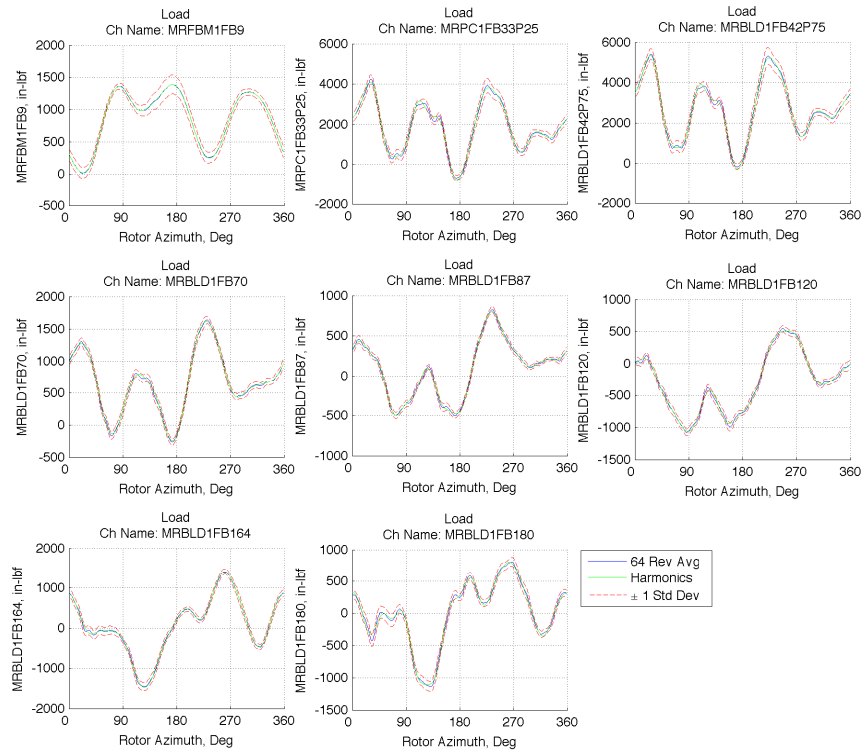 Load
Ch Name: MRFBM1FB9
MRFBM1FB9, in-lbf
2000
1500
1000
500
0
-500
0 90 180 270 360
Rotor Azimuth, Deg
Load
Ch Name: MRPC1FB33P25
MRPC1FB33P25, in-lbf
6000
4000
2000
0
-2000
0 90 180 270 360
Rotor Azimuth, Deg
Load
Ch Name: MRBLD1FB42P75
MRBLD1FB42P75, in-lbf
6000
4000
2000
0
-2000
0 90 180 270 360
Rotor Azimuth, Deg
Load
Ch Name: MRBLD1FB70
MRBLD1FB70, in-lbf
2000
1500
1000
500
0
-500
0 90 180 270 360
Rotor Azimuth, Deg
Load
Ch Name: MRBLD1FB87
MRBLD1FB87, in-lbf
1000
500
0
-500
-1000
0 90 180 270 360
Rotor Azimuth, Deg
Load
Ch Name: MRBLD1FB120
MRBLD1FB120, in-lbf
1000
500
0
-500
-1000
-1500
0 90 180 270 360
Rotor Azimuth, Deg
Load
Ch Name: MRBLD1FB164
MRBLD1FB164, in-lbf
2000
1000
0
-1000
-2000
0 90 180 270 360
Rotor Azimuth, Deg
Load
Ch Name: MRBLD1FB180
MRBLD1FB180, in-lbf
1000
500
0
-500
-1000
-1500
0 90 180 270 360
Rotor Azimuth, Deg
64 Rev Avg
Harmonics
± 1 Std Dev